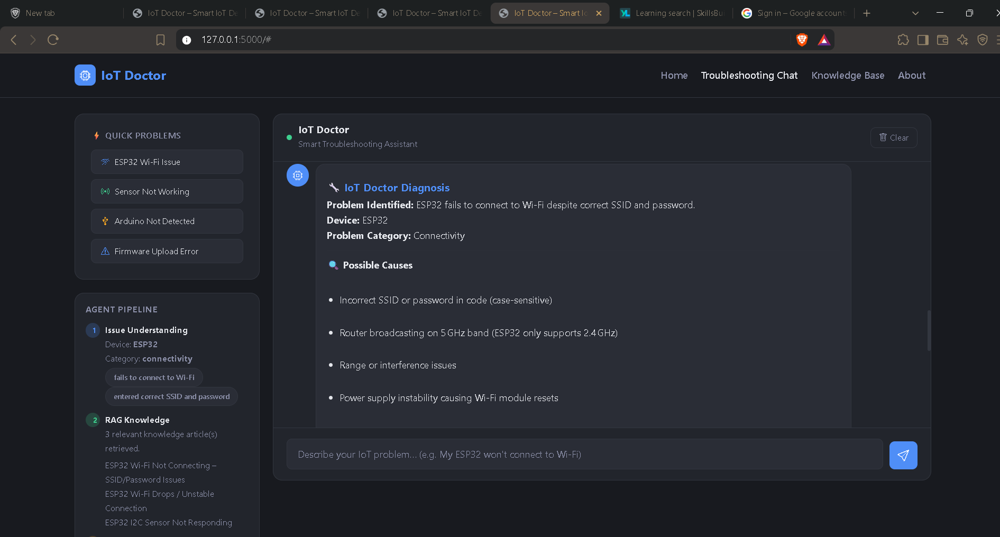 New tab
IoT Doctor – Smart IoT De
IoT Doctor – Smart IoT De
IoT Doctor – Smart IoT De
IoT Doctor – Smart Io
Learning search | SkillsBui
Sign in – Google accounts
127.0.0.1:5000/#
IoT Doctor
Home
Troubleshooting Chat
Knowledge Base
About
QUICK PROBLEMS
ESP32 Wi-Fi Issue
Sensor Not Working
Arduino Not Detected
Firmware Upload Error
AGENT PIPELINE
1 Issue Understanding
Device: ESP32
Category: connectivity
fails to connect to Wi-Fi
entered correct SSID and password
2 RAG Knowledge
3 relevant knowledge article(s)
retrieved.
ESP32 Wi-Fi Not Connecting –
SSID/Password Issues
ESP32 Wi-Fi Drops / Unstable
Connection
ESP32 I2C Sensor Not Responding
IoT Doctor
Smart Troubleshooting Assistant
Clear
IoT Doctor Diagnosis
Problem Identified: ESP32 fails to connect to Wi-Fi despite correct SSID and password.
Device: ESP32
Problem Category: Connectivity
Possible Causes
• Incorrect SSID or password in code (case-sensitive)
• Router broadcasting on 5 GHz band (ESP32 only supports 2.4 GHz)
• Range or interference issues
• Power supply instability causing Wi-Fi module resets
Describe your IoT problem... (e.g. My ESP32 won't connect to Wi-Fi)